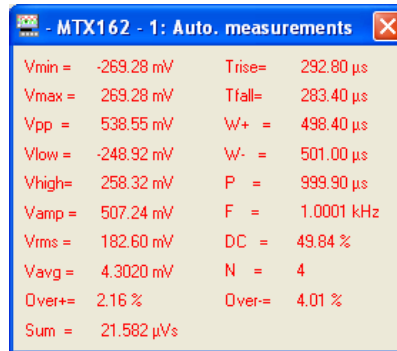 - MTX162 - 1: Auto. measurements
Vmin = -269.28 mV Trise= 292.80 µs
Vmax = 269.28 mV Tfall= 283.40 µs
Vpp = 538.55 mV W+ = 498.40 µs
Vlow = -248.92 mV W- = 501.00 µs
Vhigh= 258.32 mV P = 999.90 µs
Vamp = 507.24 mV F = 1.0001 kHz
Vrms = 182.60 mV DC = 49.84 %
Vavg = 4.3020 mV N = 4
Over+= 2.16 % Over-= 4.01 %
Sum = 21.582 µVs